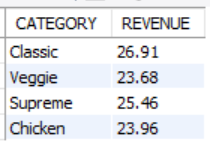 CATEGORY REVENUE
Classic 26.91
Veggie 23.68
Supreme 25.46
Chicken 23.96